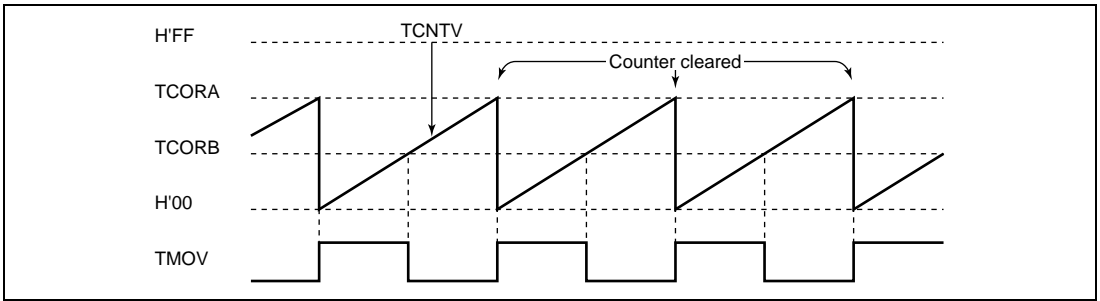 H'FF
TCNTV
Counter cleared
TCORA
TCORB
H'00
TMOV